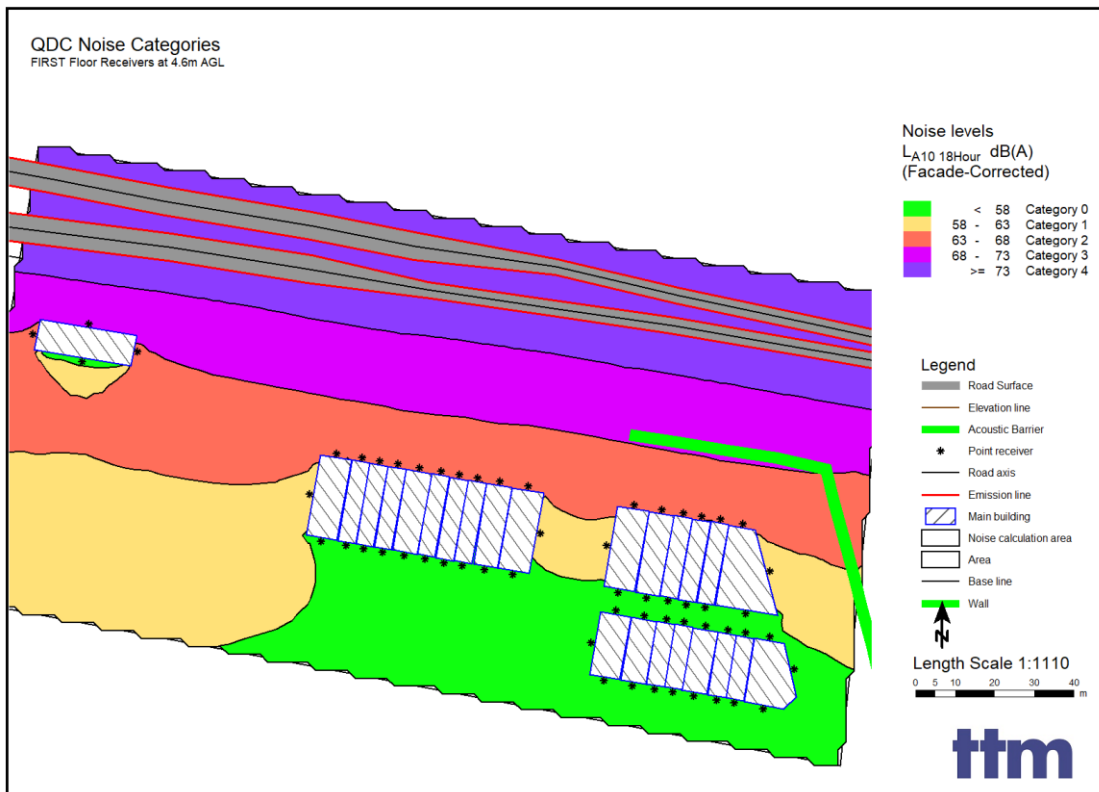 QDC Noise Categories
FIRST Floor Receivers at 4.6m AGL
Noise levels
LA10 18Hour dB(A)
(Facade-Corrected)
< 58 Category 0
58 - 63 Category 1
63 - 68 Category 2
68 - 73 Category 3
>= 73 Category 4
Legend
Road Surface
Elevation line
Acoustic Barrier
Point receiver
Road axis
Emission line
Main building
Noise calculation area
Area
Base line
Wall
N
Length Scale 1:1110
0 5 10 20 30 40
m
ttm